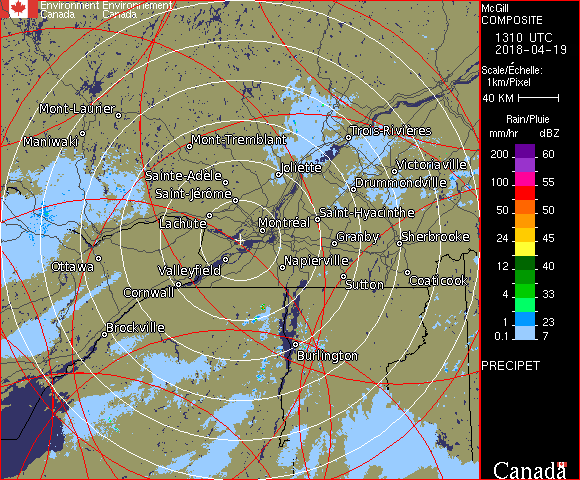 Environment Environnement
Canada Canada
McGill
COMPOSITE
1310 UTC
2018-04-19
Scale/Échelle:
1km/Pixel
40 KM
Rain/Pluie
mm/hr dBZ
200 60
100 55
50 50
24 45
12 40
4 33
1 23
0.1 7
PRECIPET
Canada
Mont-Laurier
Maniwaki
Mont-Tremblant
Trois-Rivières
Joliette
Victoriaville
Sainte-Adèle
Drummondville
Saint-Jérôme
Lachute
Saint-Hyacinthe
Montréal
Granby
Sherbrooke
Ottawa
Valleyfield
Napierville
Cornwall
Sutton
Coaticook
Brockville
Burlington